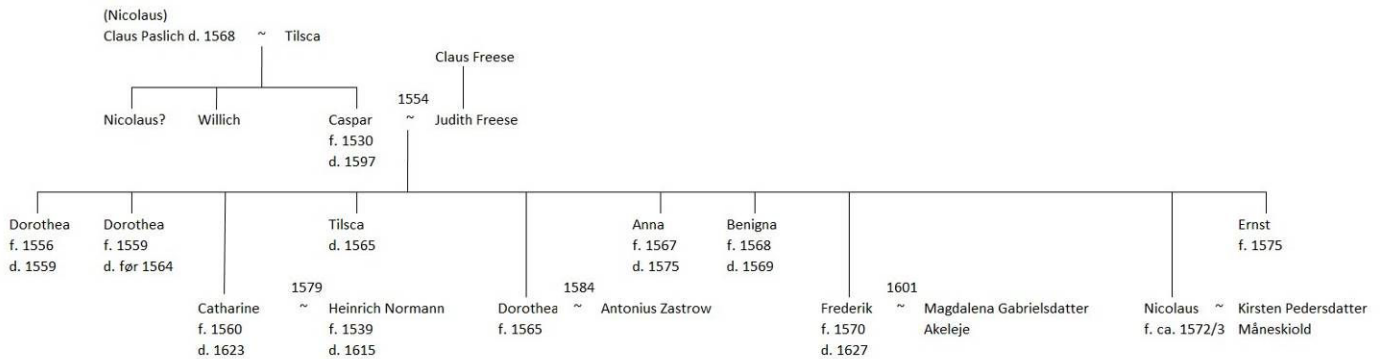 (Nicolaus)
Claus Paslich d. 1568 ~ Tilsca
Claus Freese
1554
Nicolaus? Willich Caspar ~ Judith Freese
f. 1530
d. 1597
Dorothea Dorothea Tilsca Anna Benigna Ernst
f. 1556 f. 1559 d. 1565 f. 1567 f. 1568 f. 1575
d. 1559 d. før 1564 d. 1575 d. 1569
1579 1584 1601
Catharine ~ Heinrich Normann Dorothea ~ Antonius Zastrow Frederik ~ Magdalena Gabrielsdatter Nicolaus ~ Kirsten Pedersdatter
f. 1560 f. 1539 f. 1565 f. 1570 Akeleje f. ca. 1572/3 Måneskiold
d. 1623 d. 1615 d. 1627